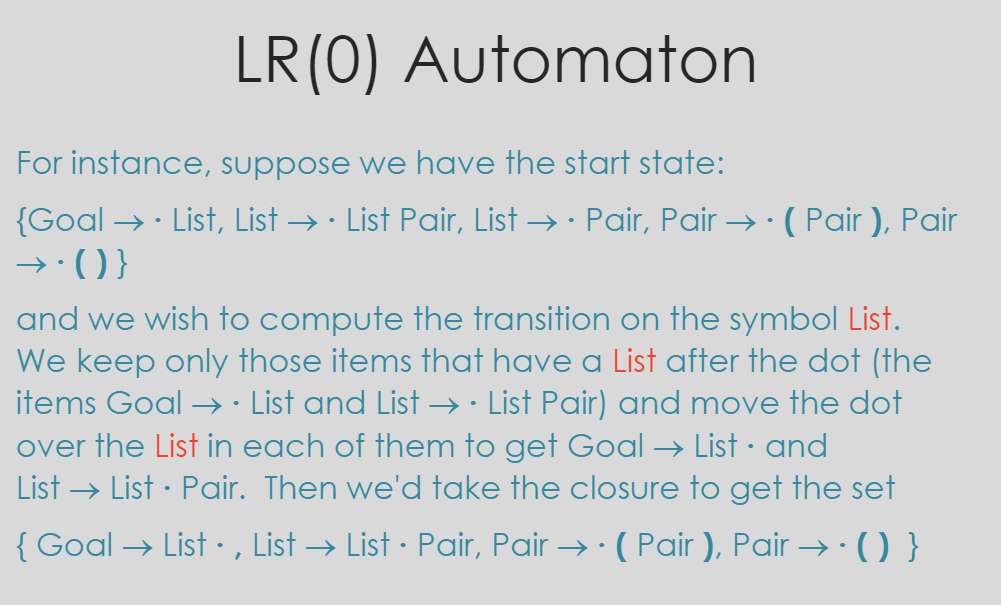 LR(0) Automaton
For instance, suppose we have the start state:
{Goal → · List, List → · List Pair, List → · Pair, Pair → · ( Pair ), Pair
→ · ( ) }
and we wish to compute the transition on the symbol List.
We keep only those items that have a List after the dot (the
items Goal → · List and List → · List Pair) and move the dot
over the List in each of them to get Goal → List · and
List → List · Pair.  Then we'd take the closure to get the set
{ Goal → List · , List → List · Pair, Pair → · ( Pair ), Pair → · ( )  }